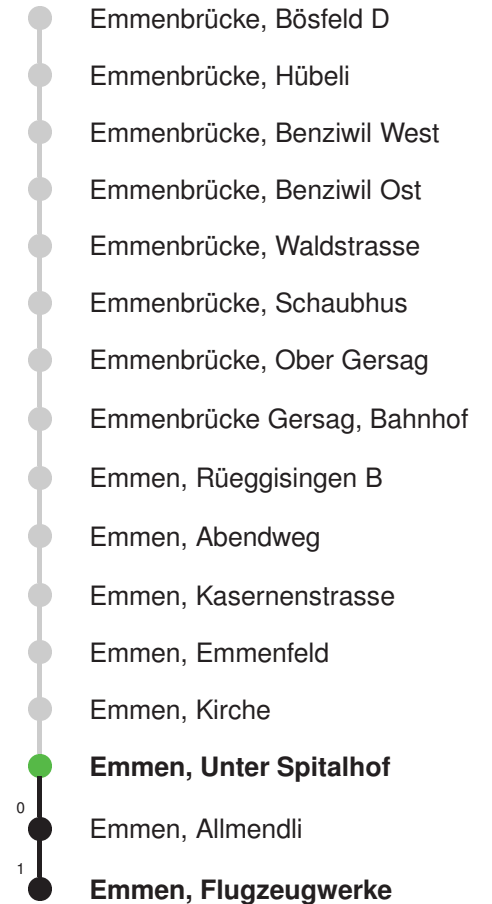 Emmenbrücke, Bösfeld D
Emmenbrücke, Hübeli
Emmenbrücke, Benziwil West
Emmenbrücke, Benziwil Ost
Emmenbrücke, Waldstrasse
Emmenbrücke, Schaubhus
Emmenbrücke, Ober Gersag
Emmenbrücke Gersag, Bahnhof
Emmen, Rüeggisingen B
Emmen, Abendweg
Emmen, Kasernenstrasse
Emmen, Emmenfeld
Emmen, Kirche
Emmen, Unter Spitalhof
0 Emmen, Allmendli
1 Emmen, Flugzeugwerke